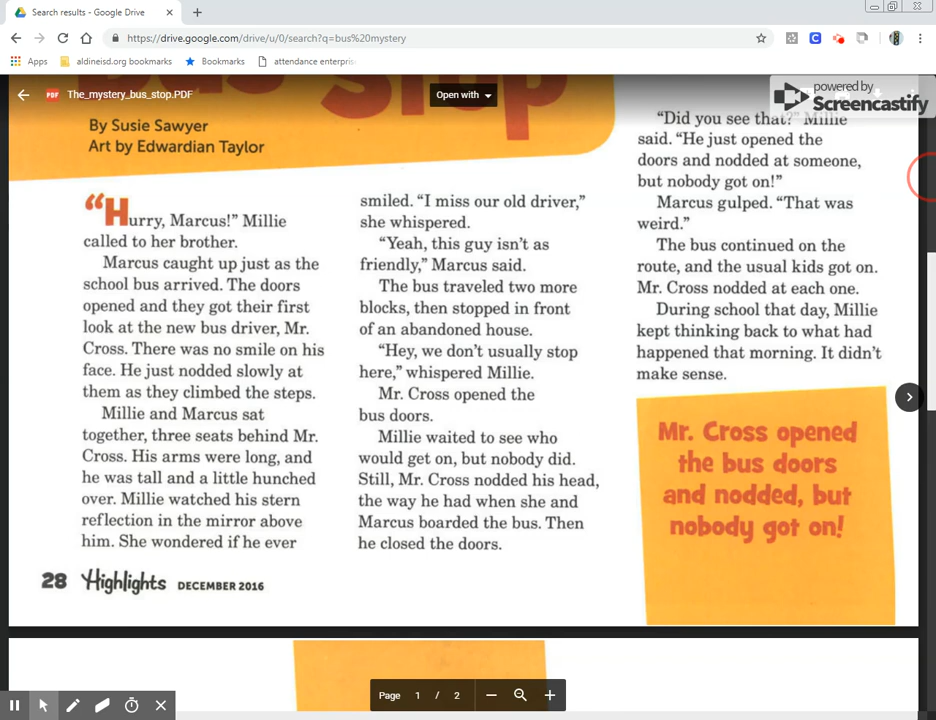 Search results - Google Drive
https://drive.google.com/drive/u/0/search?q=bus%20mystery
Apps
aldineisd.org bookmarks
Bookmarks
attendance enterpris
PDF
The_mystery_bus_stop.PDF
Open with
powered by
Screencastify
Bus Stop
By Susie Sawyer
Art by Edwardian Taylor
“Hurry, Marcus!” Millie
called to her brother.
Marcus caught up just as the
school bus arrived. The doors
opened and they got their first
look at the new bus driver, Mr.
Cross. There was no smile on his
face. He just nodded slowly at
them as they climbed the steps.
Millie and Marcus sat
together, three seats behind Mr.
Cross. His arms were long, and
he was tall and a little hunched
over. Millie watched his stern
reflection in the mirror above
him. She wondered if he ever
smiled. “I miss our old driver,”
she whispered.
“Yeah, this guy isn’t as
friendly,” Marcus said.
The bus traveled two more
blocks, then stopped in front
of an abandoned house.
“Hey, we don’t usually stop
here,” whispered Millie.
Mr. Cross opened the
bus doors.
Millie waited to see who
would get on, but nobody did.
Still, Mr. Cross nodded his head,
the way he had when she and
Marcus boarded the bus. Then
he closed the doors.
“Did you see that?” Millie
said. “He just opened the
doors and nodded at someone,
but nobody got on!”
Marcus gulped. “That was
weird.”
The bus continued on the
route, and the usual kids got on.
Mr. Cross nodded at each one.
During school that day, Millie
kept thinking back to what had
happened that morning. It didn’t
make sense.
Mr. Cross opened
the bus doors
and nodded, but
nobody got on!
28 Highlights DECEMBER 2016
Page 1 / 2